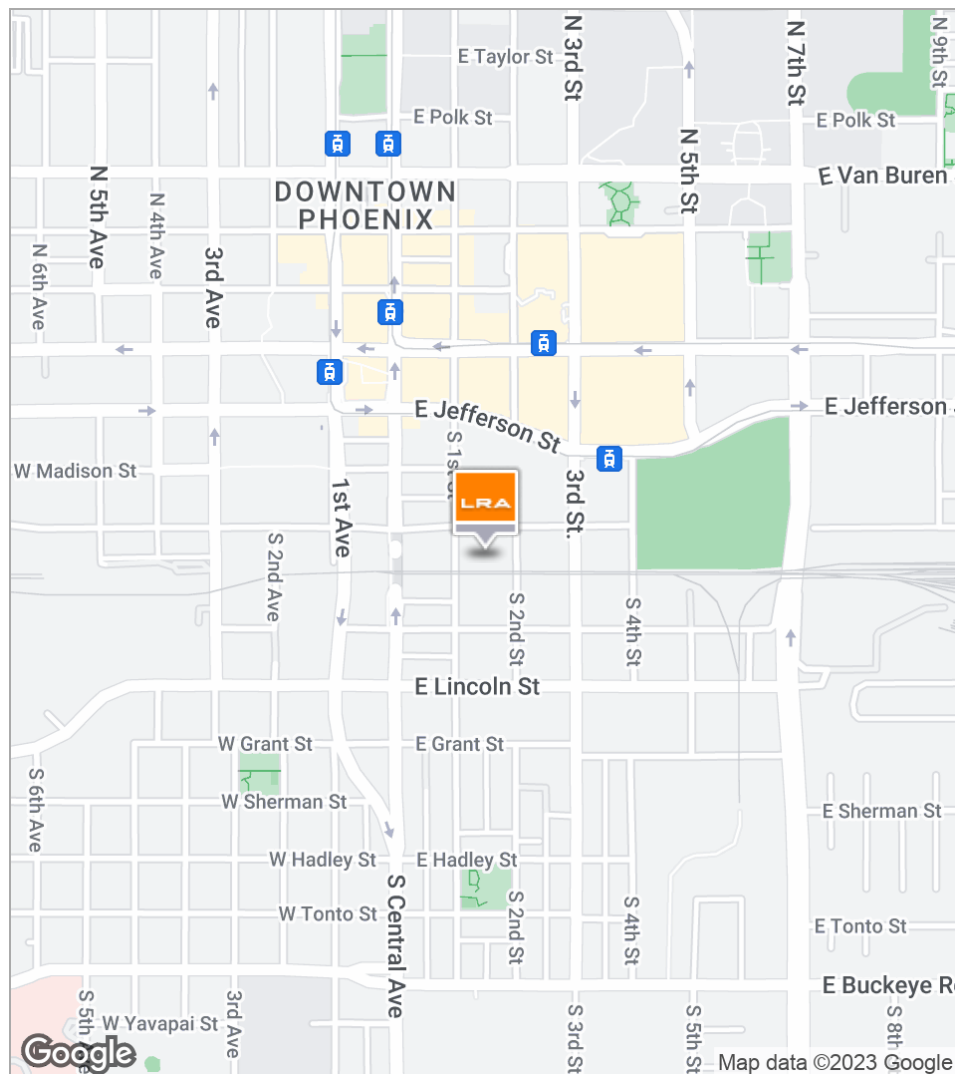 E Taylor St
N 3rd St
N 7th St
N 9th St
E Polk St
E Polk St
N 5th St
N 5th Ave
N 4th Ave
E Van Buren
DOWNTOWN
PHOENIX
N 6th Ave
3rd Ave
E Jefferson St
E Jefferson
S 1st St
W Madison St
1st Ave
LRA
3rd St.
S 2nd Ave
S 2nd St
S 4th St
E Lincoln St
W Grant St
E Grant St
S 6th Ave
W Sherman St
E Sherman St
W Hadley St
E Hadley St
S Central Ave
W Tonto St
S 2nd St
S 4th St
E Tonto St
E Buckeye R
S 5th Ave
3rd Ave
W Yavapai St
S 3rd St
S 5th St
S 8th
Google
Map data ©2023 Google